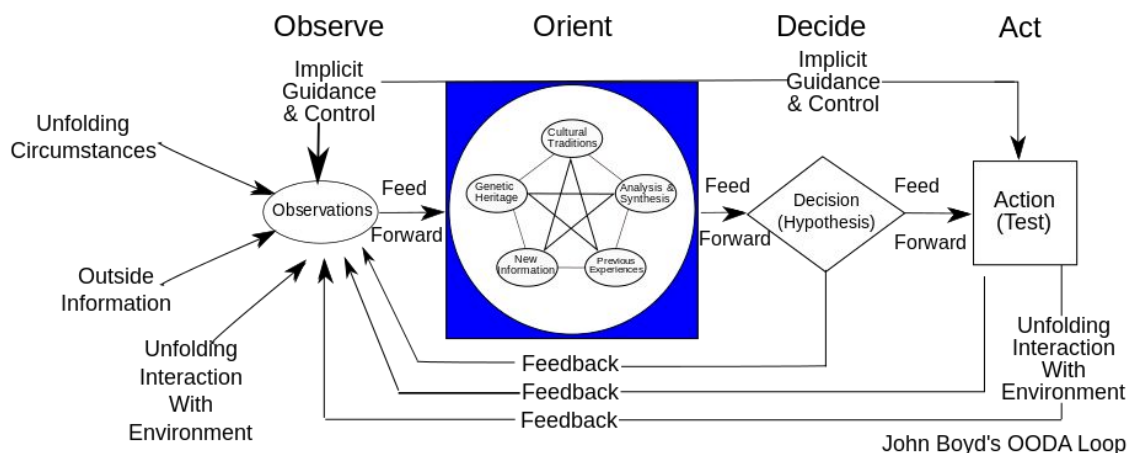 Observe
Orient
Decide
Act
Implicit
Guidance
& Control
Implicit
Guidance
& Control
Unfolding
Circumstances
Observations
Outside
Information
Unfolding
Interaction
With
Environment
Feed
Forward
Cultural
Traditions
Genetic
Heritage
Analysis &
Synthesis
New
Information
Previous
Experiences
Feed
Forward
Decision
(Hypothesis)
Feed
Forward
Action
(Test)
Unfolding
Interaction
With
Environment
Feedback
Feedback
Feedback
John Boyd's OODA Loop